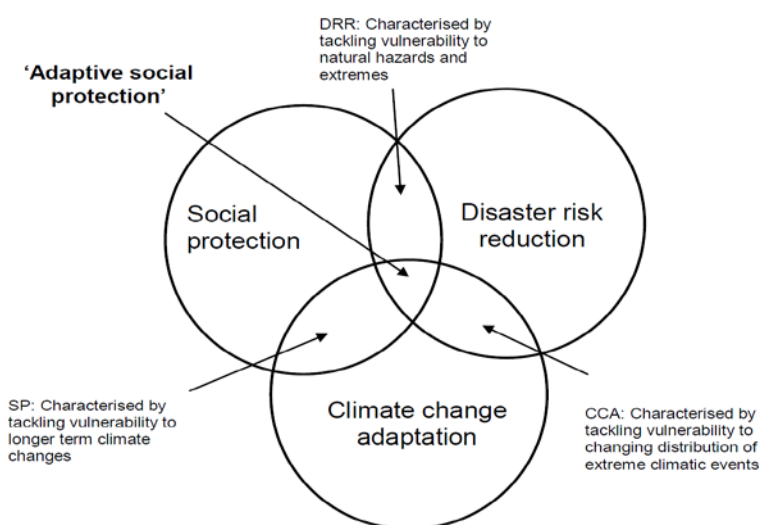 DRR: Characterised by
tackling vulnerability to
natural hazards and
extremes
‘Adaptive social
protection’
Social
protection
Disaster risk
reduction
SP: Characterised by
tackling vulnerability to
longer term climate
changes
Climate change
adaptation
CCA: Characterised by
tackling vulnerability to
changing distribution of
extreme climatic events